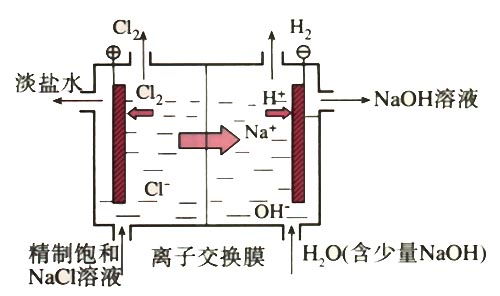 Cl₂
H₂
⊕
⊖
淡盐水
Cl₂
H⁺
NaOH溶液
Na⁺
Cl⁻
OH⁻
精制饱和
NaCl溶液
离子交换膜
H₂O(含少量NaOH)